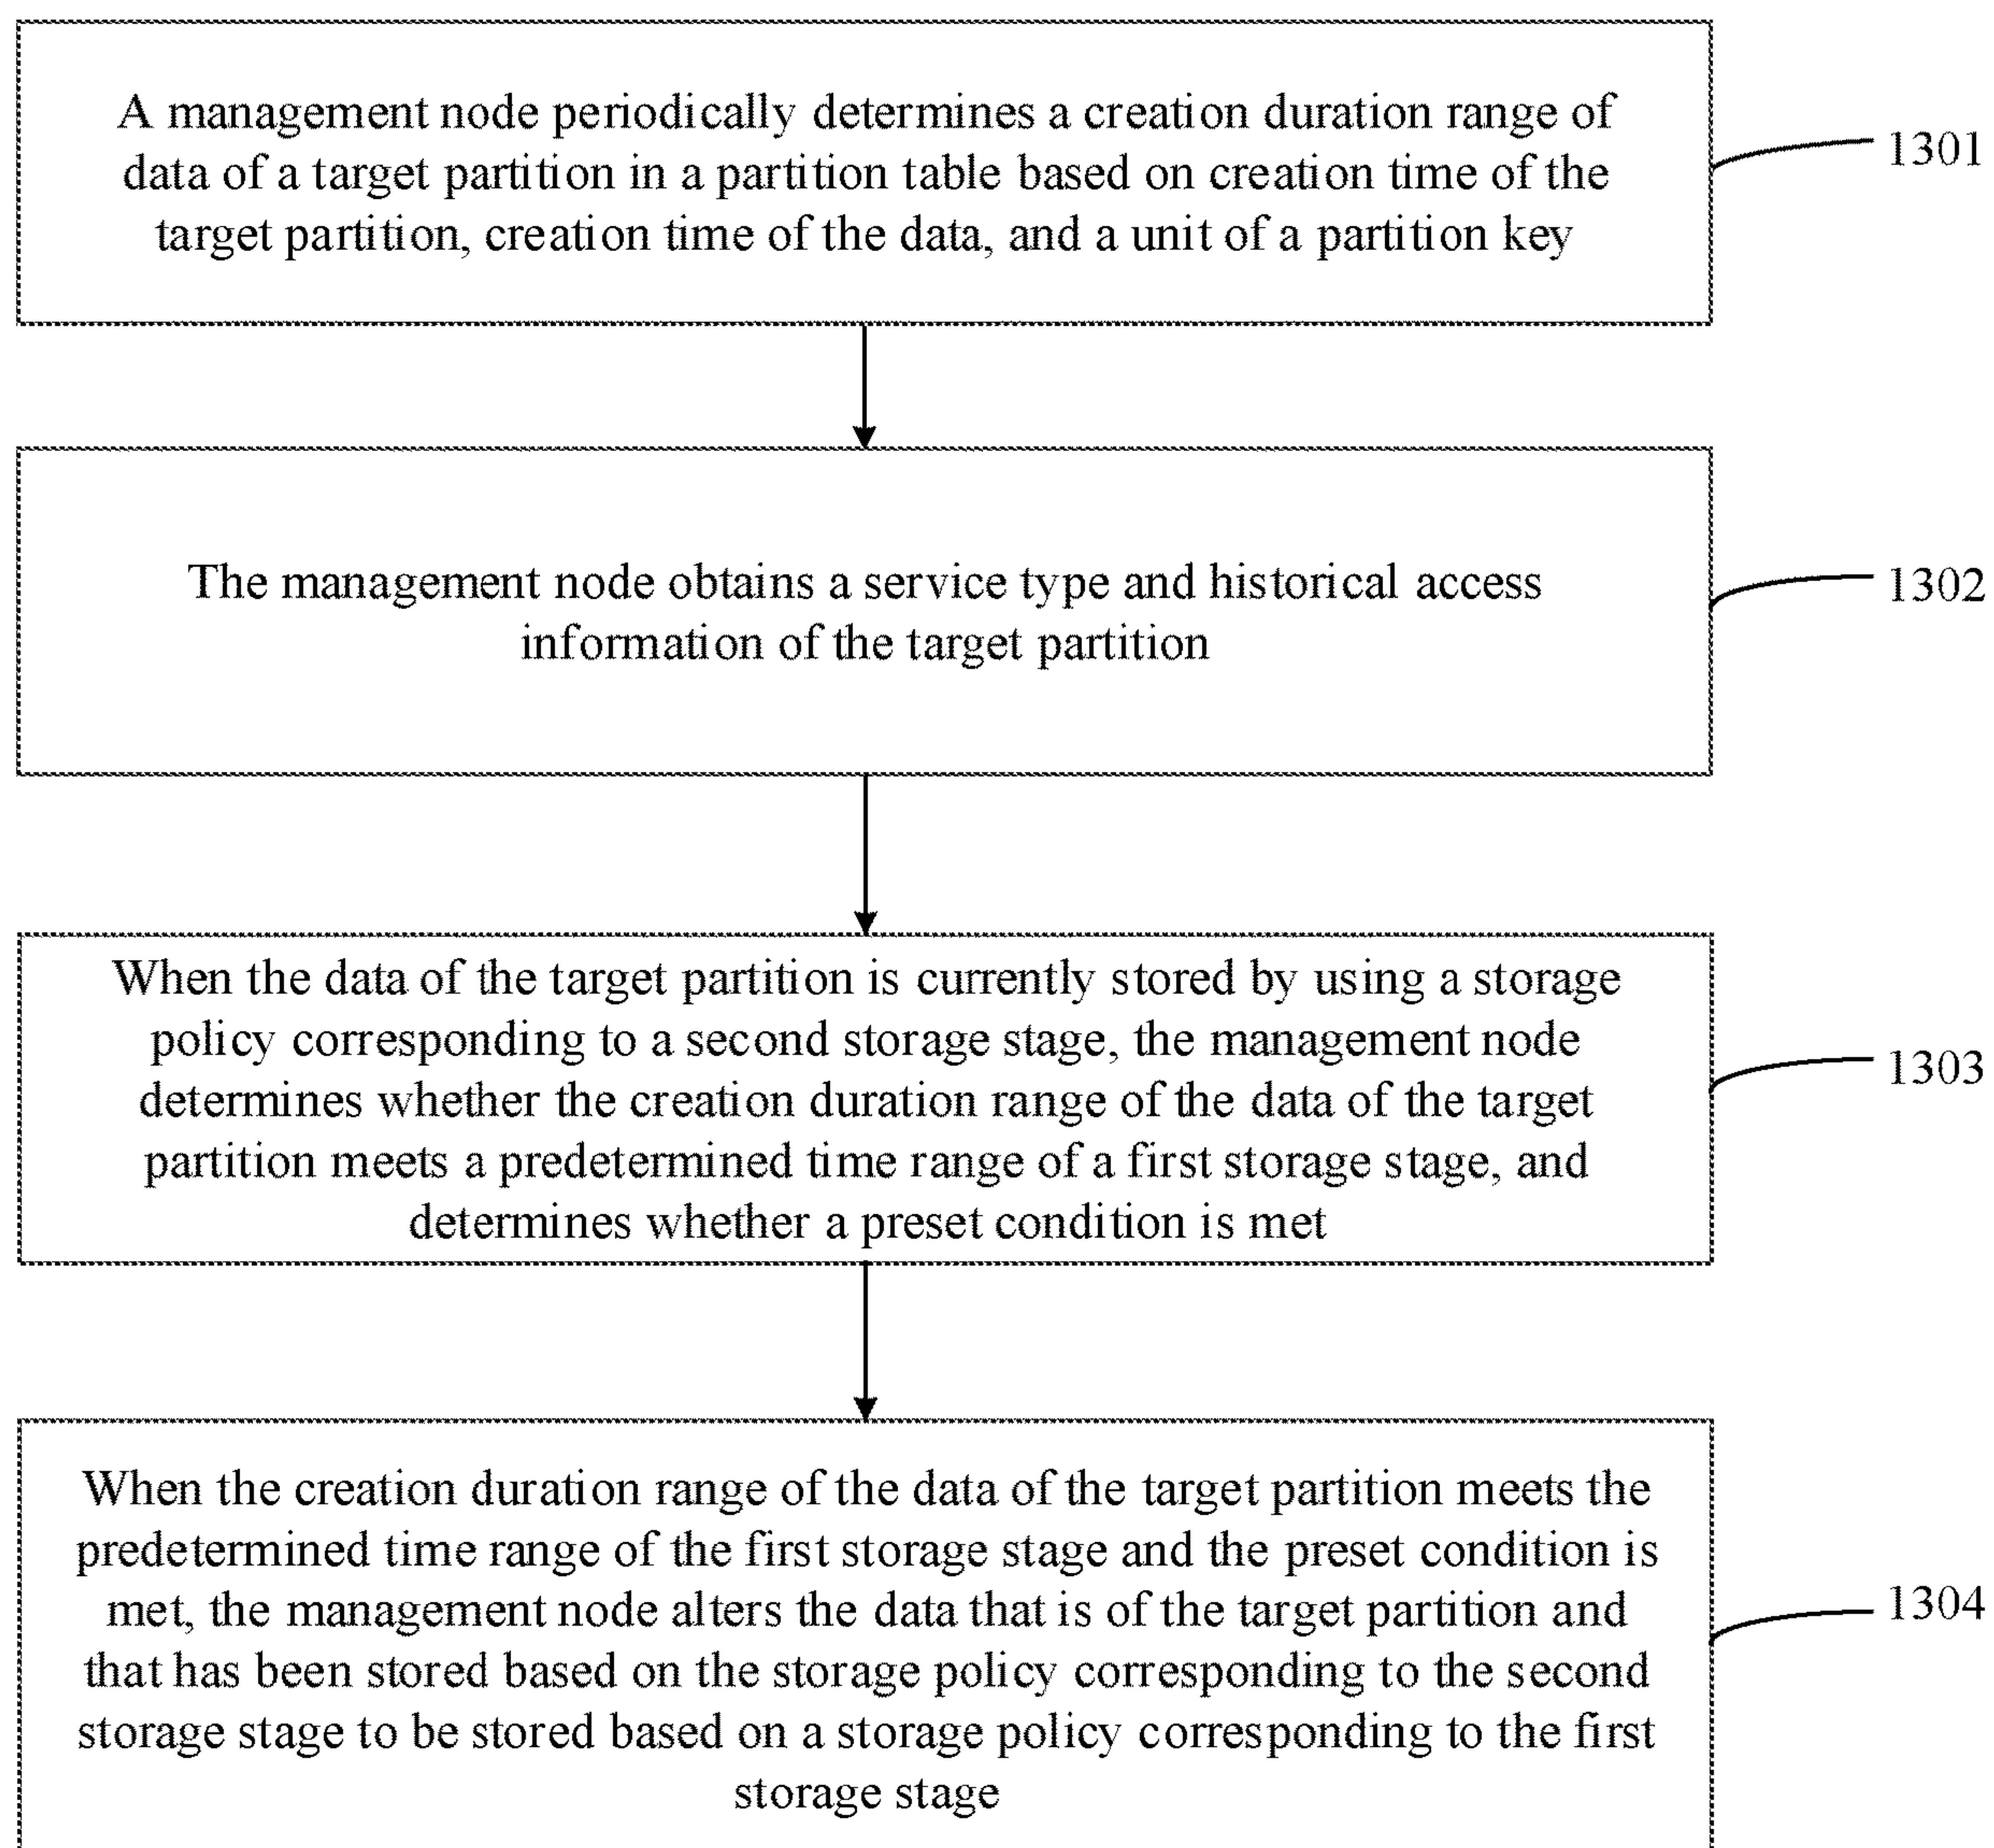 A management node periodically determines a creation duration range of
data of a target partition in a partition table based on creation time of the
target partition, creation time of the data, and a unit of a partition key
1301
The management node obtains a service type and historical access
information of the target partition
1302
When the data of the target partition is currently stored by using a storage
policy corresponding to a second storage stage, the management node
determines whether the creation duration range of the data of the target
partition meets a predetermined time range of a first storage stage, and
determines whether a preset condition is met
1303
When the creation duration range of the data of the target partition meets the
predetermined time range of the first storage stage and the preset condition is
met, the management node alters the data that is of the target partition and
that has been stored based on the storage policy corresponding to the second
storage stage to be stored based on a storage policy corresponding to the first
storage stage
1304